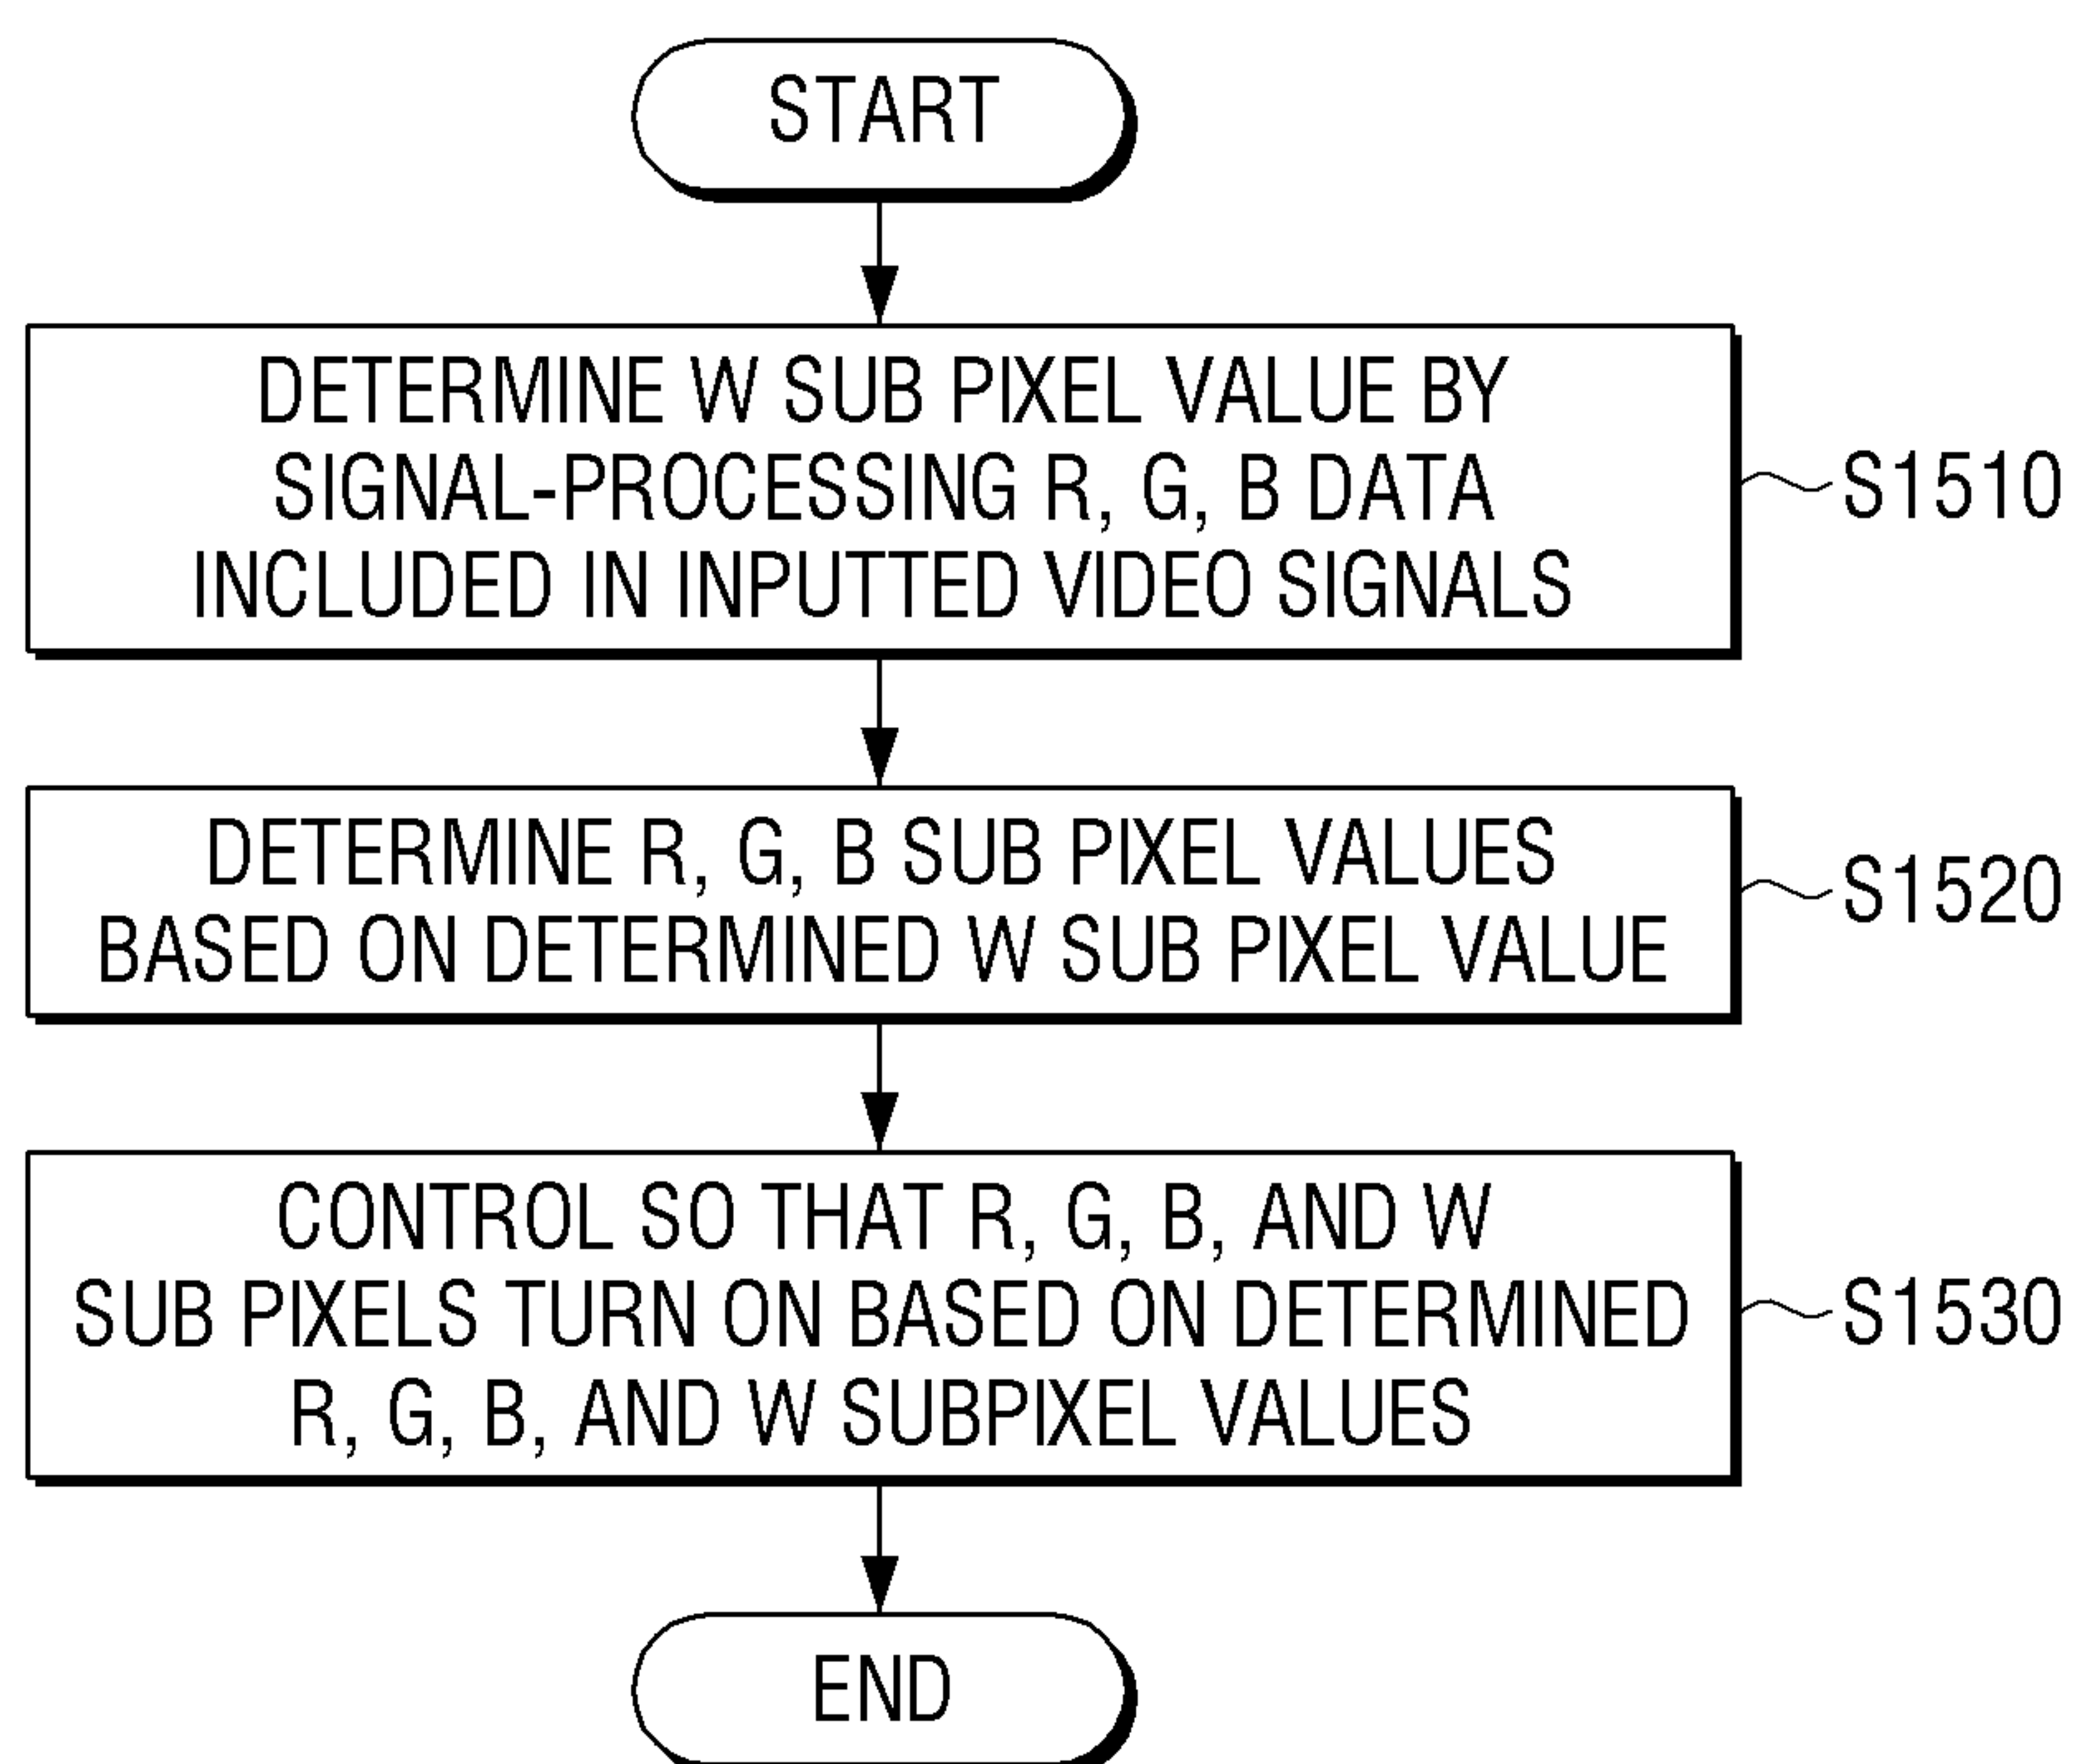 START
DETERMINE W SUB PIXEL VALUE BY
SIGNAL-PROCESSING R, G, B DATA
INCLUDED IN INPUTTED VIDEO SIGNALS
S1510
DETERMINE R, G, B SUB PIXEL VALUES
BASED ON DETERMINED W SUB PIXEL VALUE
S1520
CONTROL SO THAT R, G, B, AND W
SUB PIXELS TURN ON BASED ON DETERMINED
R, G, B, AND W SUBPIXEL VALUES
S1530
END